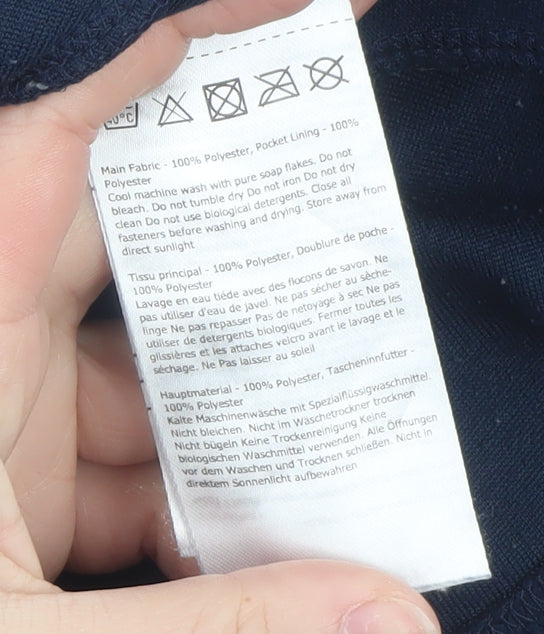 0°C
Main Fabric - 100% Polyester, Pocket Lining - 100%
Polyester
Cool machine wash with pure soap flakes. Do not
bleach. Do not tumble dry Do not iron Do not dry
clean Do not use biological detergents. Close all
fasteners before washing and drying. Store away from
direct sunlight
Tissu principal - 100% Polyester, Doublure de poche -
100% Polyester
Lavage en eau tiède avec des flocons de savon. Ne
pas utiliser d'eau de javel. Ne pas sécher au sèche-
linge Ne pas repasser Pas de nettoyage à sec Ne pas
utiliser de detergents biologiques. Fermer toutes les
glissières et les attaches velcro avant le lavage et le
séchage. Ne Pas laisser au soleil
Hauptmaterial - 100% Polyester, Tascheninnfutter -
100% Polyester
Kalte Maschinenwäsche mit Spezialflüssigwaschmittel.
Nicht bleichen. Nicht im Wäschetrockner trocknen
Nicht bügeln Keine Trockenreinigung Keine
biologischen Waschmittel verwenden. Alle Öffnungen
vor dem Waschen und Trocknen schließen. Nicht in
direktem Sonnenlicht aufbewahren